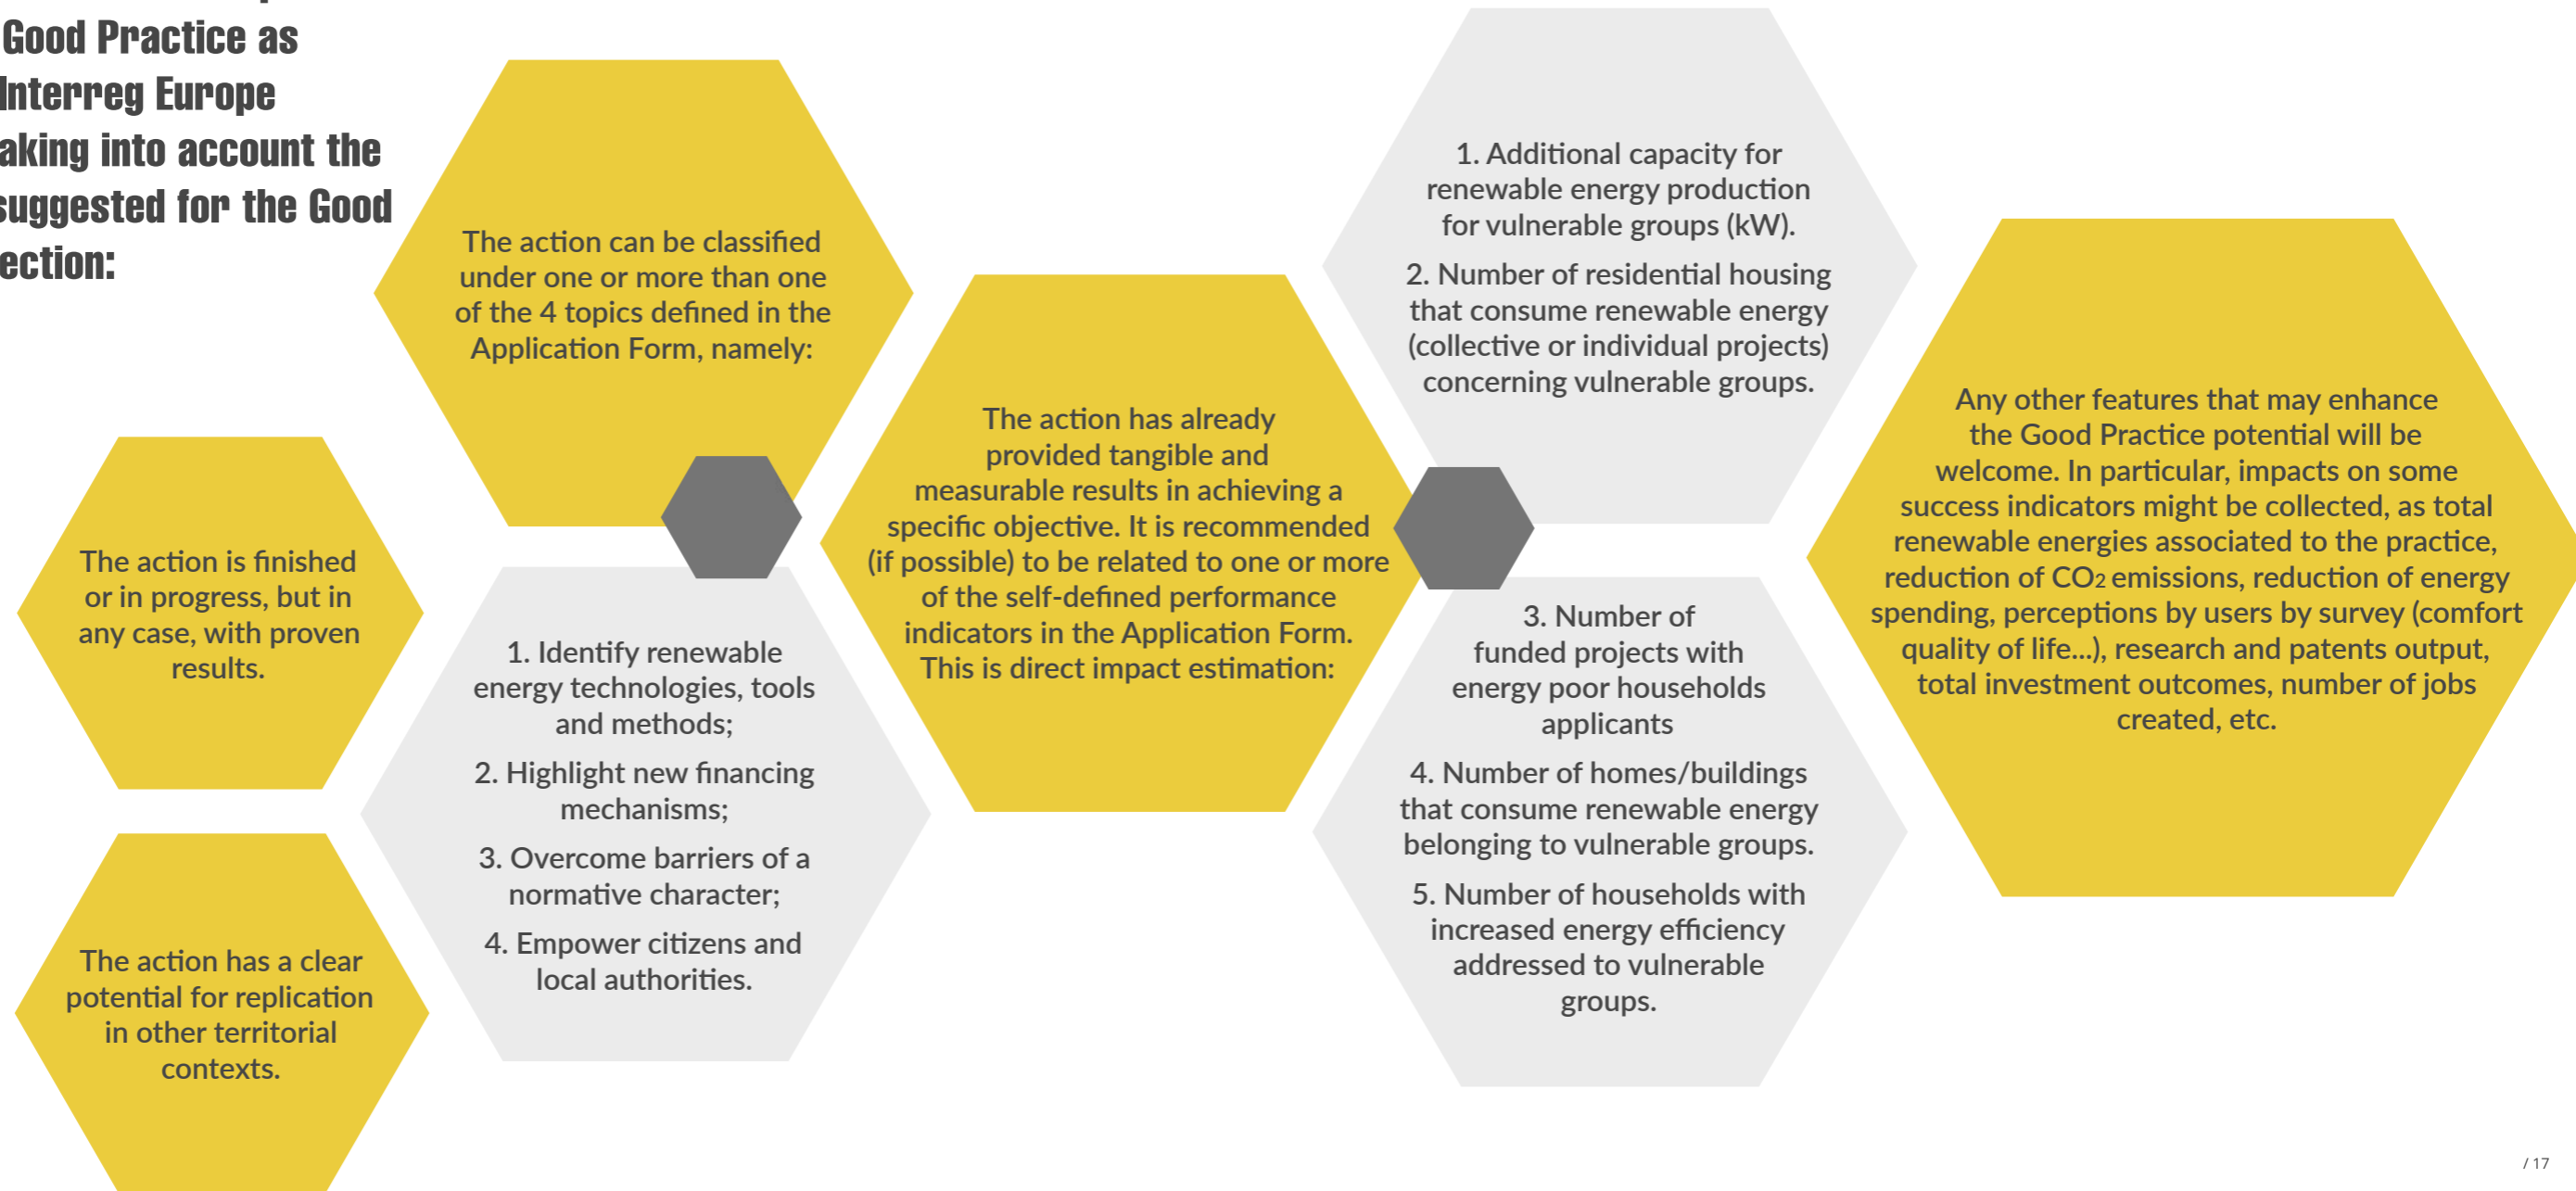 Good Practice as
Interreg Europe
aking into account the
suggested for the Good
ection:
The action is finished
or in progress, but in
any case, with proven
results.
The action has a clear
potential for replication
in other territorial
contexts.
The action can be classified
under one or more than one
of the 4 topics defined in the
Application Form, namely:
1. Identify renewable
energy technologies, tools
and methods;
2. Highlight new financing
mechanisms;
3. Overcome barriers of a
normative character;
4. Empower citizens and
local authorities.
The action has already
provided tangible and
measurable results in achieving a
specific objective. It is recommended
(if possible) to be related to one or more
of the self-defined performance
indicators in the Application Form.
This is direct impact estimation:
1. Additional capacity for
renewable energy production
for vulnerable groups (kW).
2. Number of residential housing
that consume renewable energy
(collective or individual projects)
concerning vulnerable groups.
3. Number of
funded projects with
energy poor households
applicants
4. Number of homes/buildings
that consume renewable energy
belonging to vulnerable groups.
5. Number of households with
increased energy efficiency
addressed to vulnerable
groups.
Any other features that may enhance
the Good Practice potential will be
welcome. In particular, impacts on some
success indicators might be collected, as total
renewable energies associated to the practice,
reduction of CO2 emissions, reduction of energy
spending, perceptions by users by survey (comfort
quality of life...), research and patents output,
total investment outcomes, number of jobs
created, etc.
/ 17